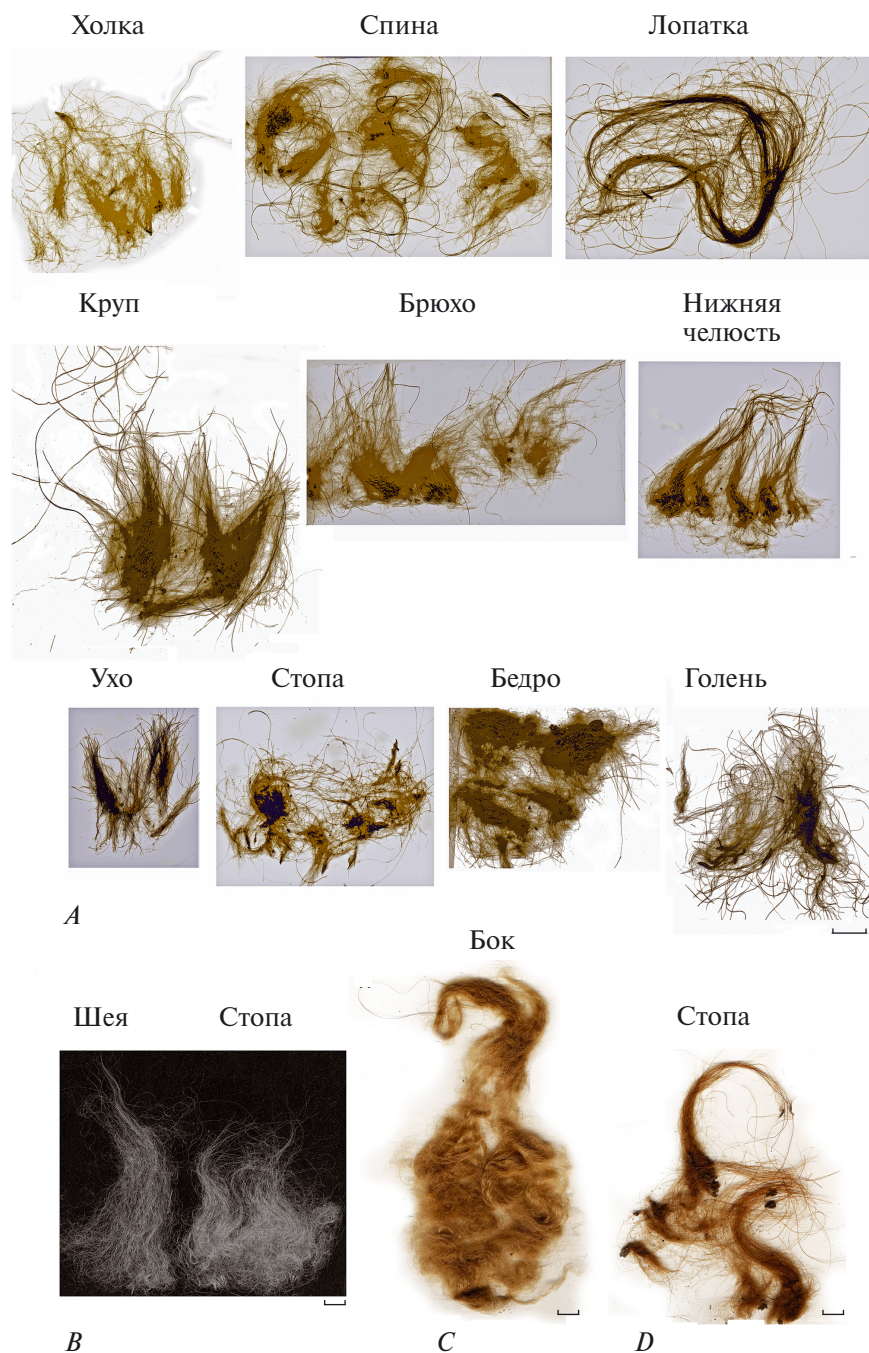 Холка Спина Лопатка
Круп Брюхо Нижняя
челюсть
Ухо Стопа Бедро Голень
A
Бок
Шея Стопа Стопа
B C D